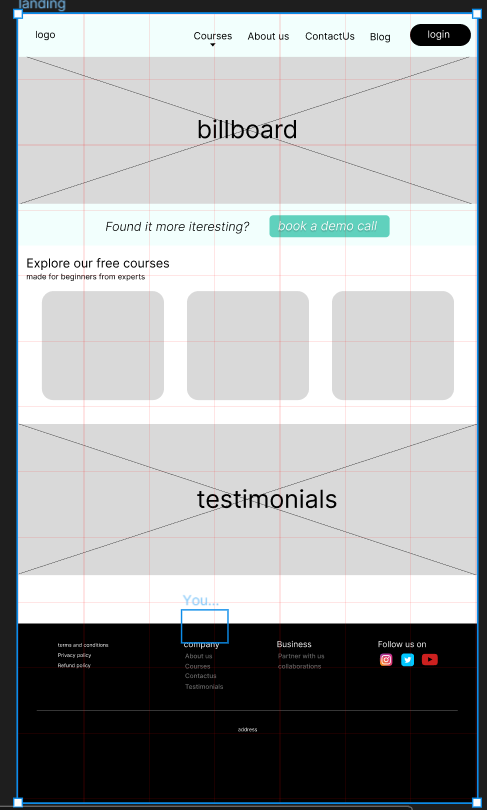 landing
logo
Courses
About us
ContactUs
Blog
login
billboard
Found it more iteresting?
book a demo call
Explore our free courses
made for beginners from experts
testimonials
You...
terms and conditions
Privacy policy
Refund policy
company
About us
Courses
Contactus
Testimonials
Business
Partner with us
collaborations
Follow us on
address